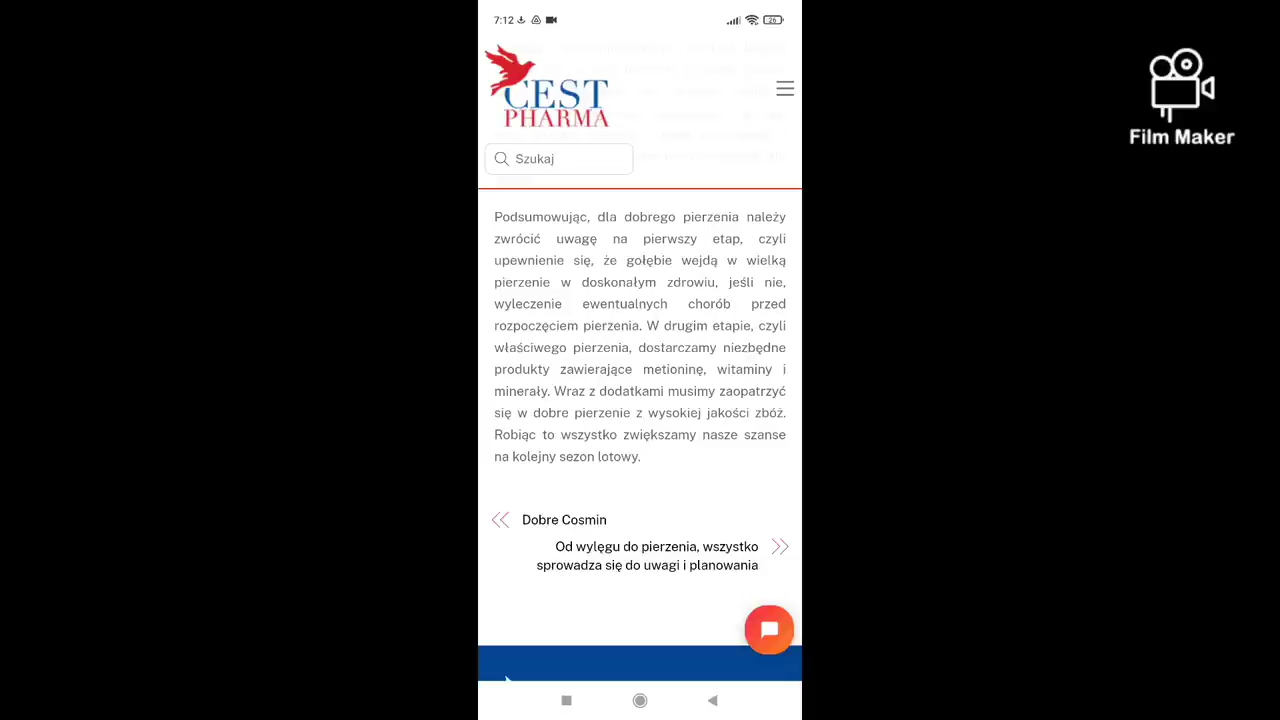 7:12
26
CEST
PHARMA
Film Maker
Szukaj
Podsumowując, dla dobrego pierzenia należy
zwrócić uwagę na pierwszy etap, czyli
upewnienie się, że gołębie wejdą w wielką
pierzenie w doskonałym zdrowiu, jeśli nie,
wyleczenie ewentualnych chorób przed
rozpoczęciem pierzenia. W drugim etapie, czyli
właściwego pierzenia, dostarczamy niezbędne
produkty zawierające metioninę, witaminy i
minerały. Wraz z dodatkami musimy zaopatrzyć
się w dobre pierzenie z wysokiej jakości zbóż.
Robiąc to wszystko zwiększamy nasze szanse
na kolejny sezon lotowy.
Dobre Cosmin
Od wylęgu do pierzenia, wszystko
sprowadza się do uwagi i planowania